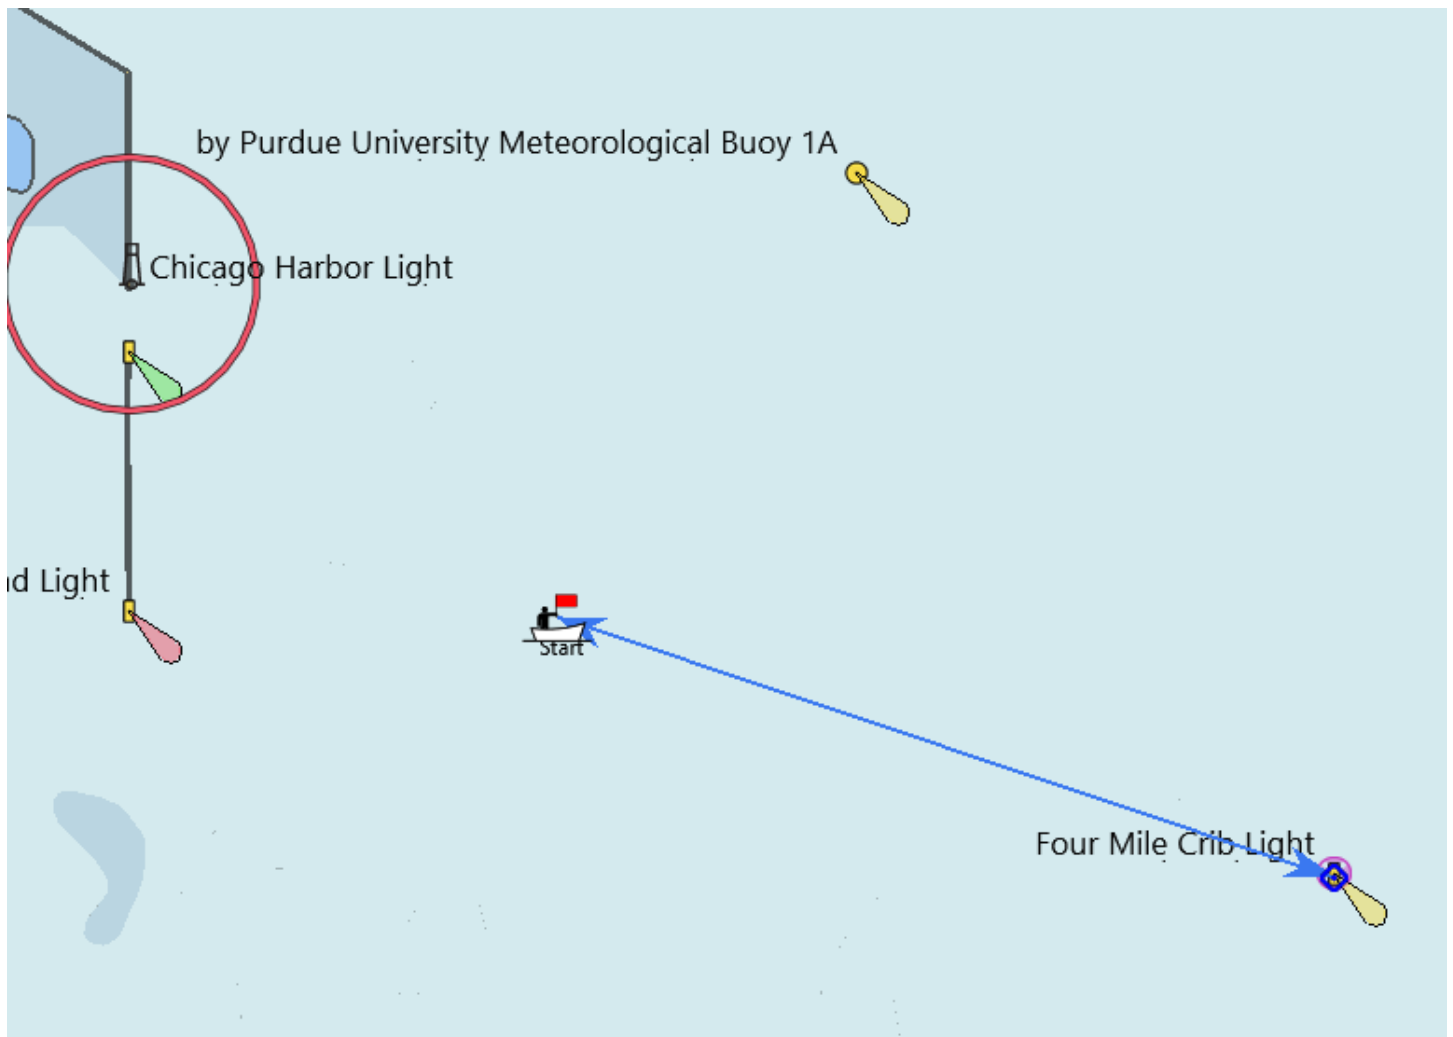 by Purdue University Meteorological Buoy 1A
Chicago Harbor Light
d Light
Start
Four Mile Crib Light